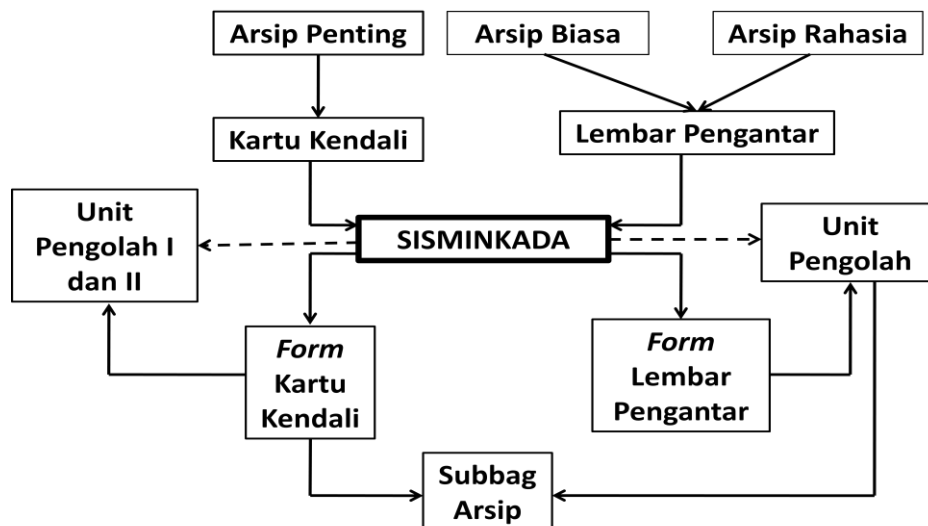 Arsip Penting
Arsip Biasa
Arsip Rahasia
Kartu Kendali
Lembar Pengantar
Unit
Pengolah I
dan II
SISMINKADA
Unit
Pengolah
Form
Kartu
Kendali
Form
Lembar
Pengantar
Subbag
Arsip